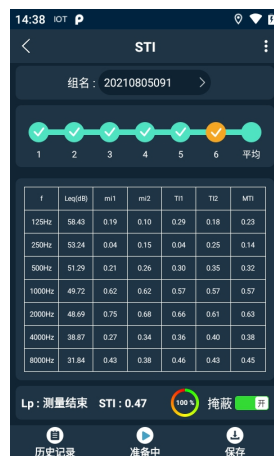 14:38 IOT
STI
组名： 20210805091
1 2 3 4 5 6 平均
f Leq(dB) mi1 mi2 TI1 TI2 MTI
125Hz 58.43 0.19 0.10 0.29 0.18 0.23
250Hz 53.24 0.04 0.15 0.04 0.25 0.14
500Hz 51.29 0.21 0.26 0.30 0.35 0.32
1000Hz 49.72 0.62 0.62 0.57 0.57 0.57
2000Hz 48.69 0.75 0.68 0.66 0.61 0.63
4000Hz 38.87 0.27 0.34 0.36 0.40 0.38
8000Hz 31.84 0.43 0.38 0.46 0.43 0.45
Lp：测量结束 STI：0.47 100 % 掩蔽 开
历史记录 准备中 保存